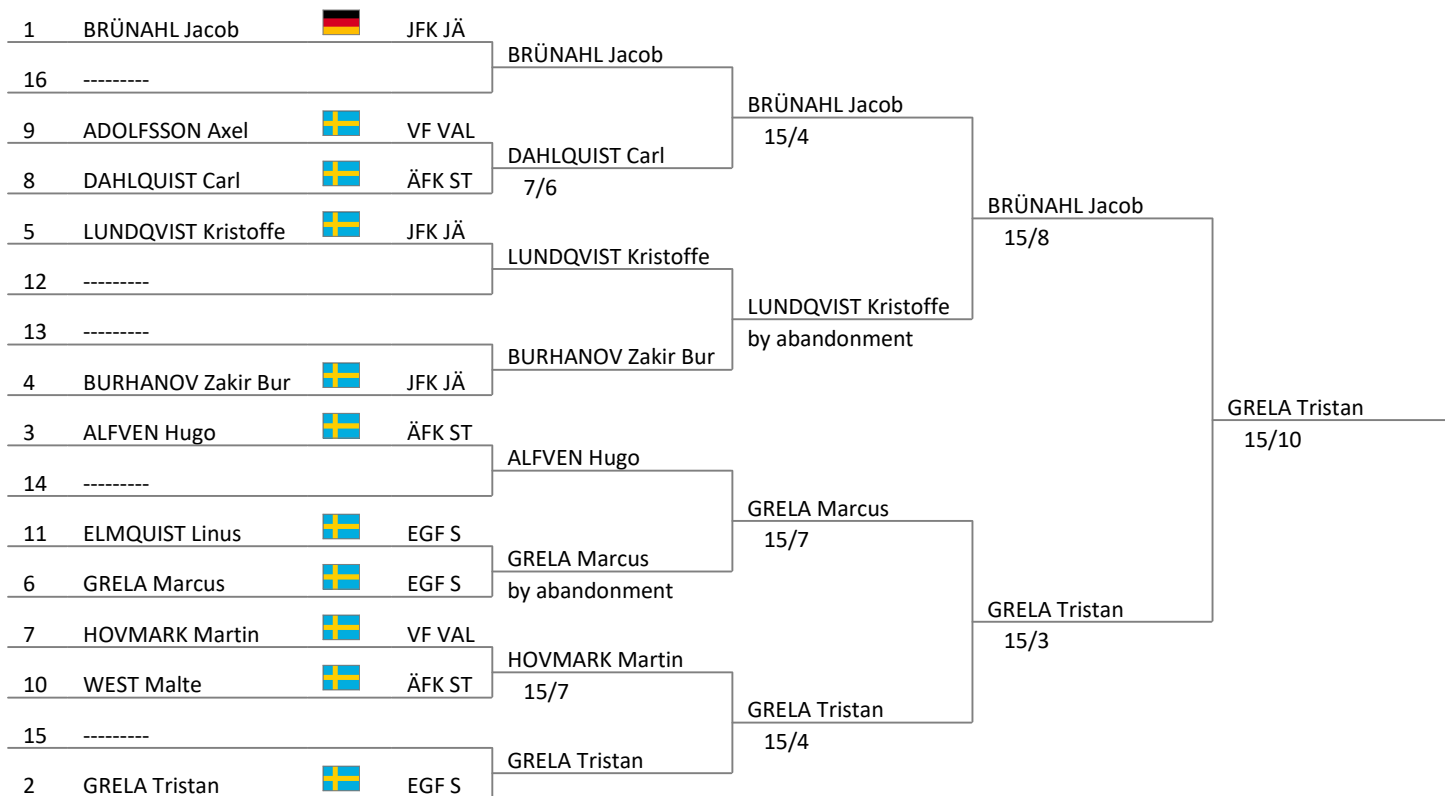 1 BRÜNAHL Jacob JFK JÄ
BRÜNAHL Jacob
16 ---------
BRÜNAHL Jacob
15/4
9 ADOLFSSON Axel VF VAL
DAHLQUIST Carl
7/6
8 DAHLQUIST Carl ÄFK ST
BRÜNAHL Jacob
15/8
5 LUNDQVIST Kristoffe JFK JÄ
LUNDQVIST Kristoffe
12 ---------
LUNDQVIST Kristoffe
by abandonment
13 ---------
BURHANOV Zakir Bur
4 BURHANOV Zakir Bur JFK JÄ
GRELA Tristan
15/10
3 ALFVEN Hugo ÄFK ST
ALFVEN Hugo
14 ---------
GRELA Marcus
15/7
11 ELMQUIST Linus EGF S
GRELA Marcus
by abandonment
6 GRELA Marcus EGF S
GRELA Tristan
15/3
7 HOVMARK Martin VF VAL
HOVMARK Martin
15/7
10 WEST Malte ÄFK ST
GRELA Tristan
15/4
15 ---------
GRELA Tristan
2 GRELA Tristan EGF S